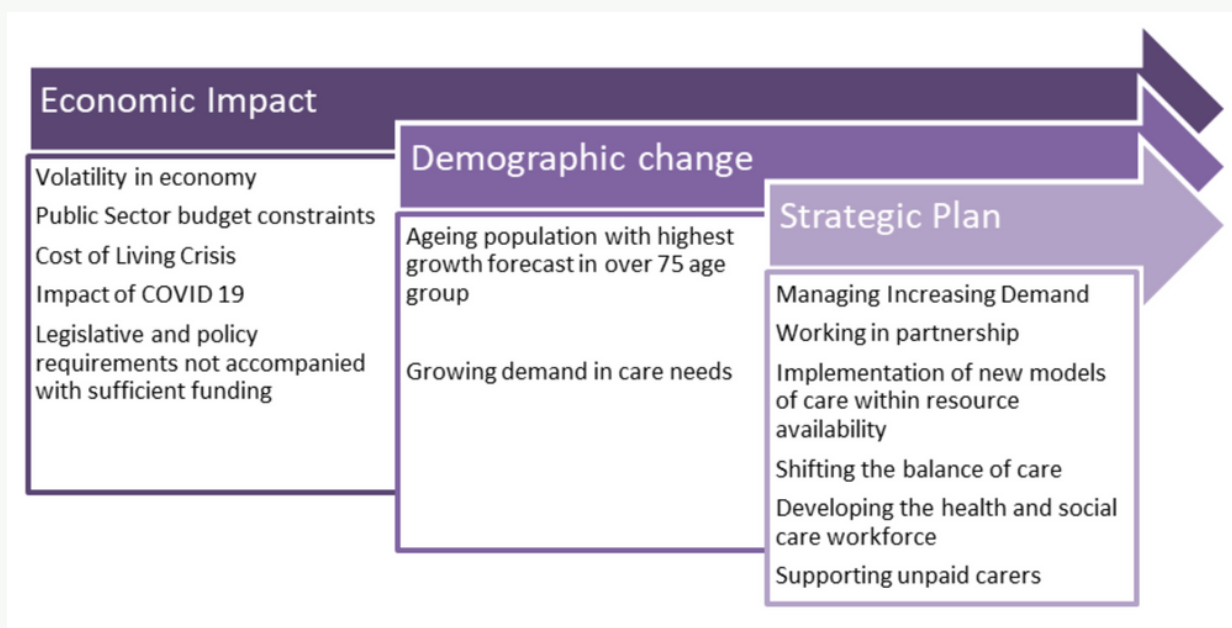 Economic Impact
Volatility in economy
Public Sector budget constraints
Cost of Living Crisis
Impact of COVID 19
Legislative and policy
requirements not accompanied
with sufficient funding
Demographic change
Ageing population with highest
growth forecast in over 75 age
group
Growing demand in care needs
Strategic Plan
Managing Increasing Demand
Working in partnership
Implementation of new models
of care within resource
availability
Shifting the balance of care
Developing the health and social
care workforce
Supporting unpaid carers